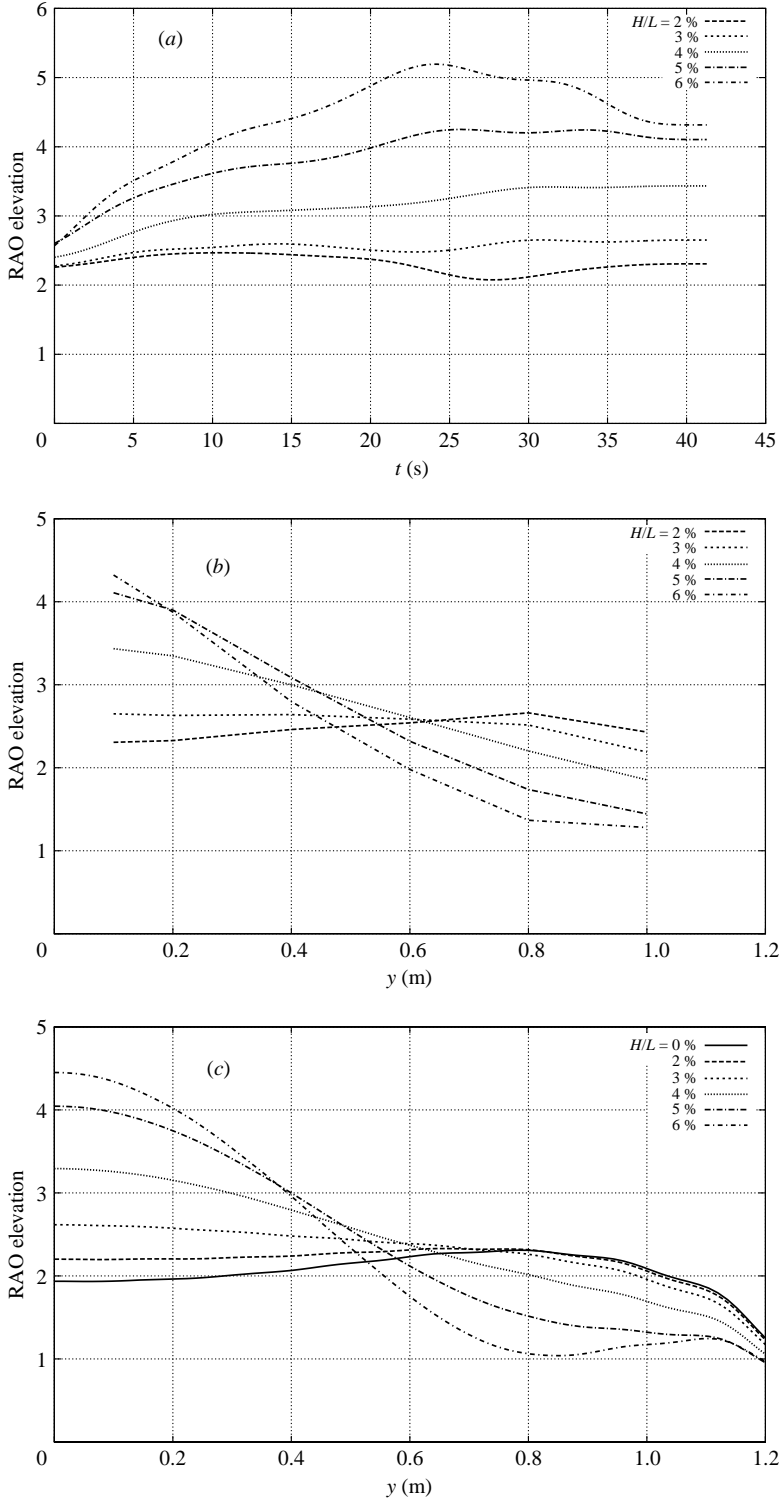 6
5
4
3
2
1
0
RAO elevation
(a)
H/L = 2 %
3 %
4 %
5 %
6 %
5 10 15 20 25 30 35 40 45
t (s)
5
4
3
2
1
0
RAO elevation
(b)
H/L = 2 %
3 %
4 %
5 %
6 %
0.2 0.4 0.6 0.8 1.0 1.2
y (m)
5
4
3
2
1
0
RAO elevation
(c)
H/L = 0 %
2 %
3 %
4 %
5 %
6 %
0.2 0.4 0.6 0.8 1.0 1.2
y (m)